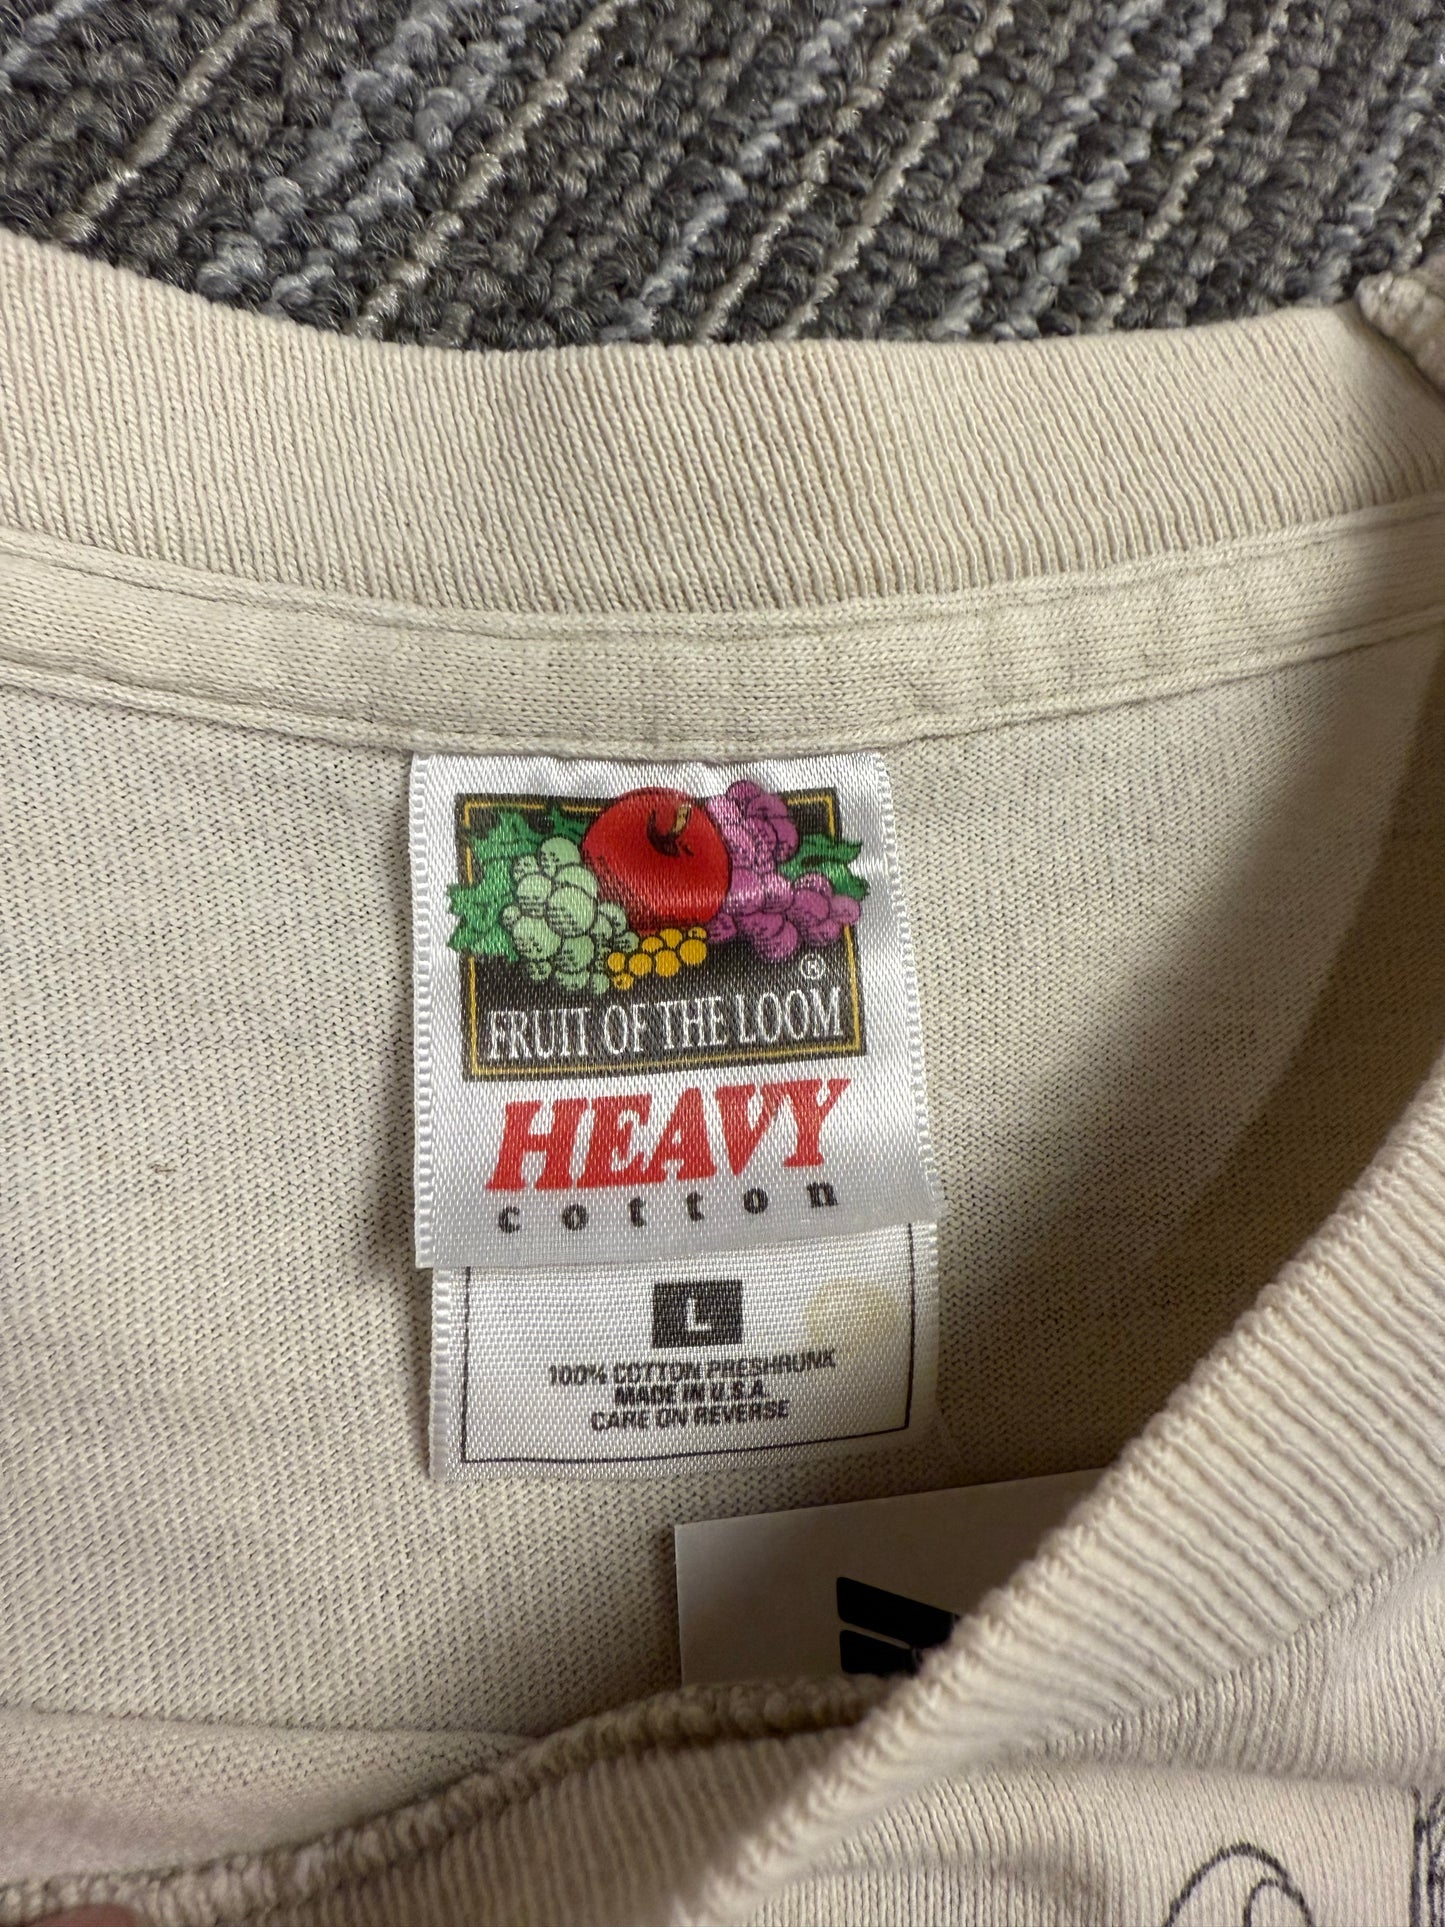 ®
FRUIT OF THE LOOM
HEAVY
cotton
L
100% COTTON PRESHRUNK
MADE IN U.S.A.
CARE ON REVERSE